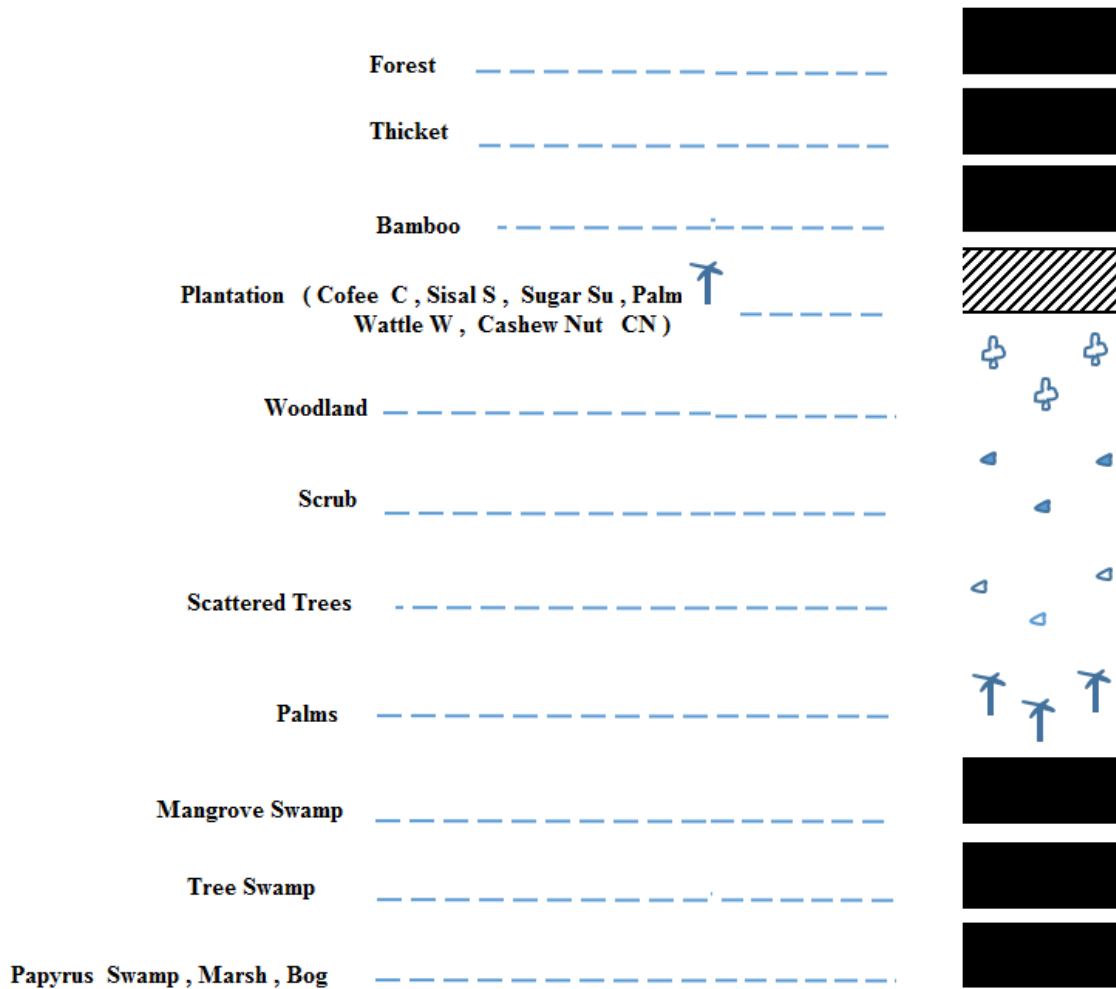 Forest
Thicket
Bamboo
Plantation ( Cofee C , Sisal S , Sugar Su , Palm
Wattle W , Cashew Nut CN )
Woodland
Scrub
Scattered Trees
Palms
Mangrove Swamp
Tree Swamp
Papyrus Swamp , Marsh , Bog